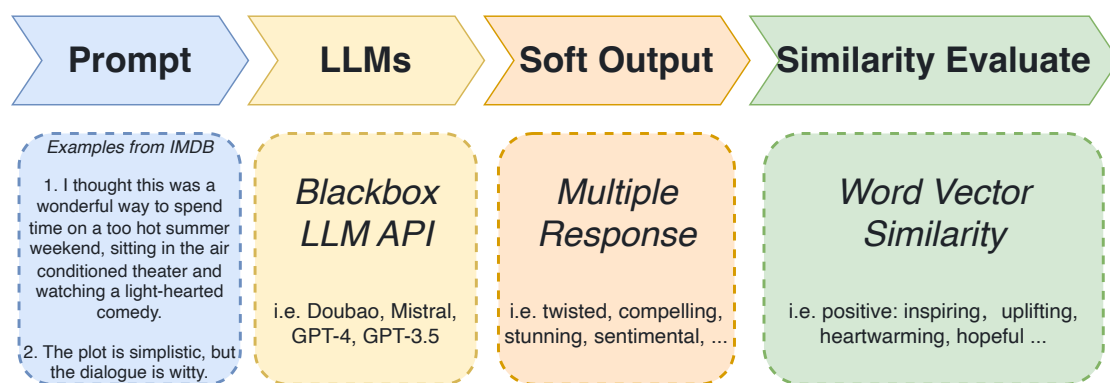 Prompt
LLMs
Soft Output
Similarity Evaluate
Examples from IMDB
1. I thought this was a
wonderful way to spend
time on a too hot summer
weekend, sitting in the air
conditioned theater and
watching a light-hearted
comedy.
2. The plot is simplistic, but
the dialogue is witty.
Blackbox
LLM API
i.e. Doubao, Mistral,
GPT-4, GPT-3.5
Multiple
Response
i.e. twisted, compelling,
stunning, sentimental, ...
Word Vector
Similarity
i.e. positive: inspiring, uplifting,
heartwarming, hopeful ...